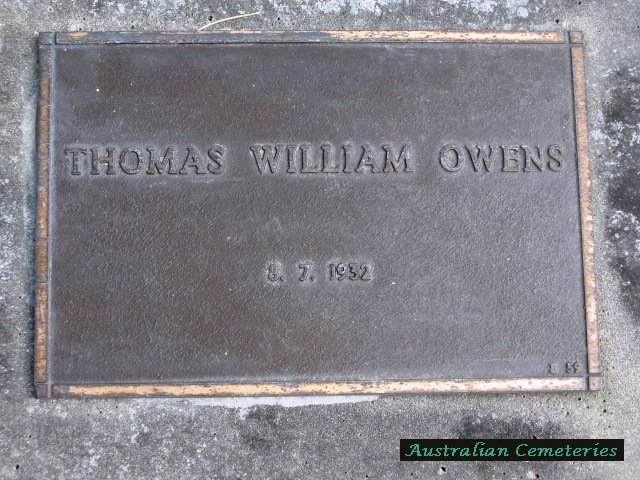 THOMAS WILLIAM OWENS
8. 7. 1932
Australian Cemeteries